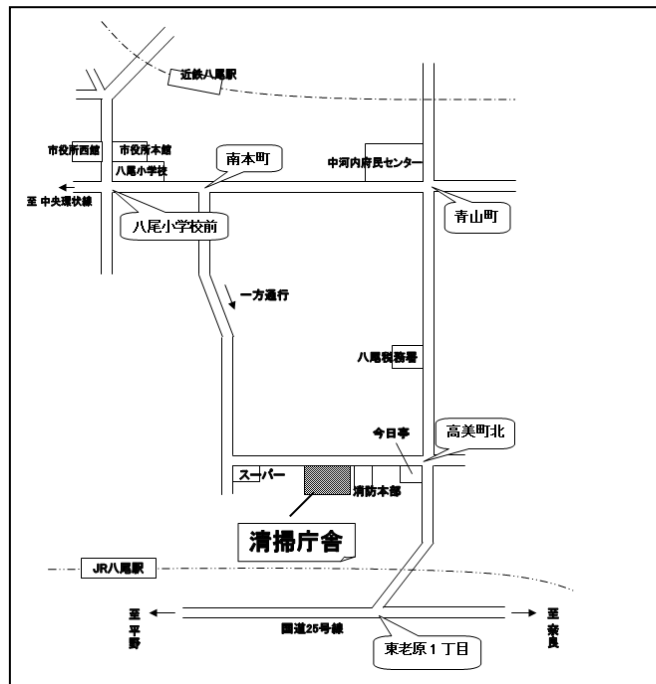 近鉄八尾駅
市役所西館
市役所本館
八尾小学校
南本町
中河内府民センター
至 中央環状線
八尾小学校前
青山町
一方通行
八尾税務署
今日亭
高美町北
スーパー
消防本部
清掃庁舎
JR八尾駅
至 平野
国道25号線
至 奈良
東老原1丁目